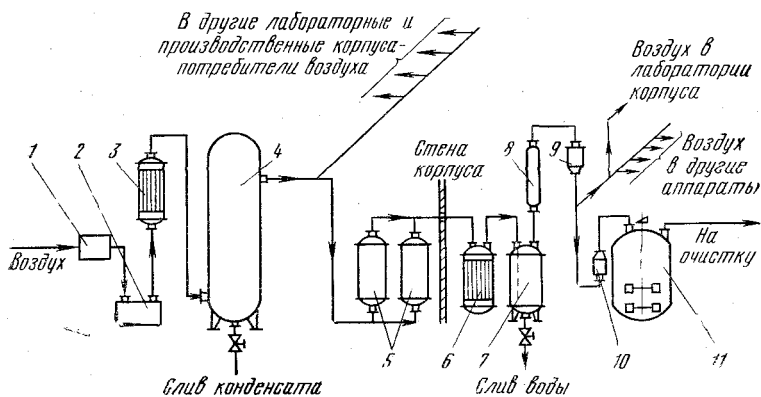 В другие лабораторные и
производственные корпуса-
потребители воздуха
Воздух в
лаборатории
корпуса
Воздух
в другие
аппараты
Стена
корпуса
1
2
3
4
8
9
Воздух
На
очистку
5
6
7
10
11
Слив конденсата
Слив воды